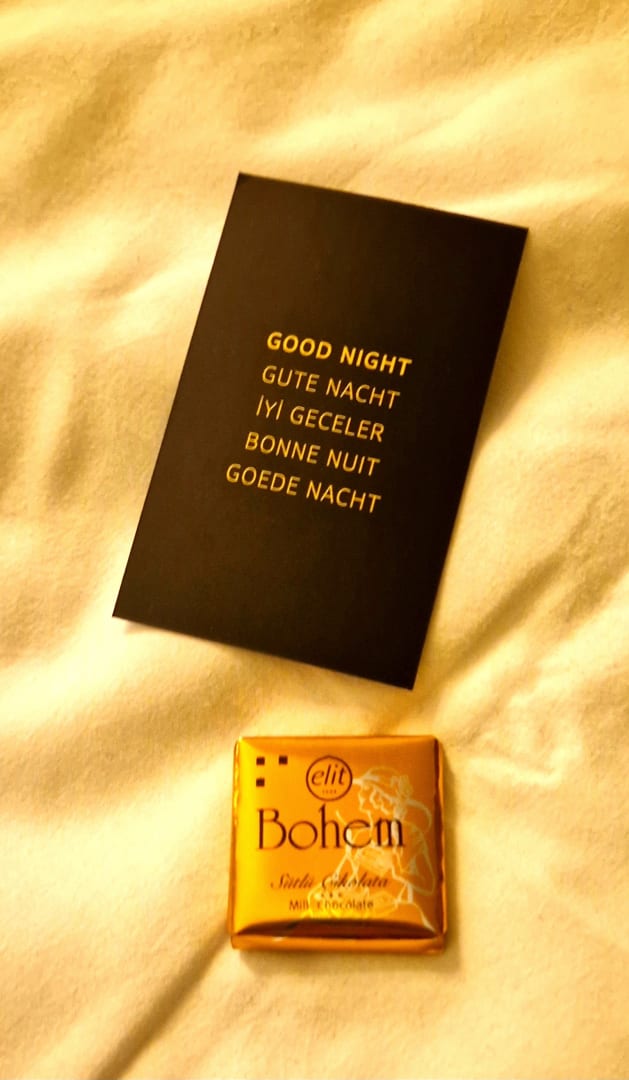 GOOD NIGHT
GUTE NACHT
İYİ GECELER
BONNE NUIT
GOEDE NACHT
elit
Bohem
Sütlü Çikolata
Milk chocolate